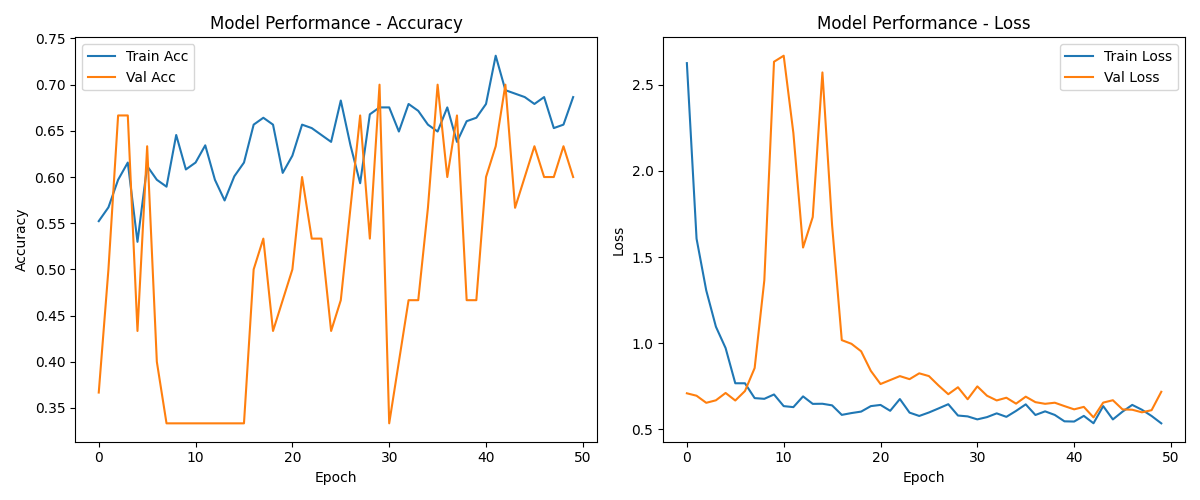 Model Performance - Accuracy
0.75
0.70
0.65
0.60
0.55
0.50
0.45
0.40
0.35
Accuracy
Train Acc
Val Acc
0 10 20 30 40 50
Epoch
Model Performance - Loss
2.5
2.0
1.5
1.0
0.5
Loss
Train Loss
Val Loss
0 10 20 30 40 50
Epoch